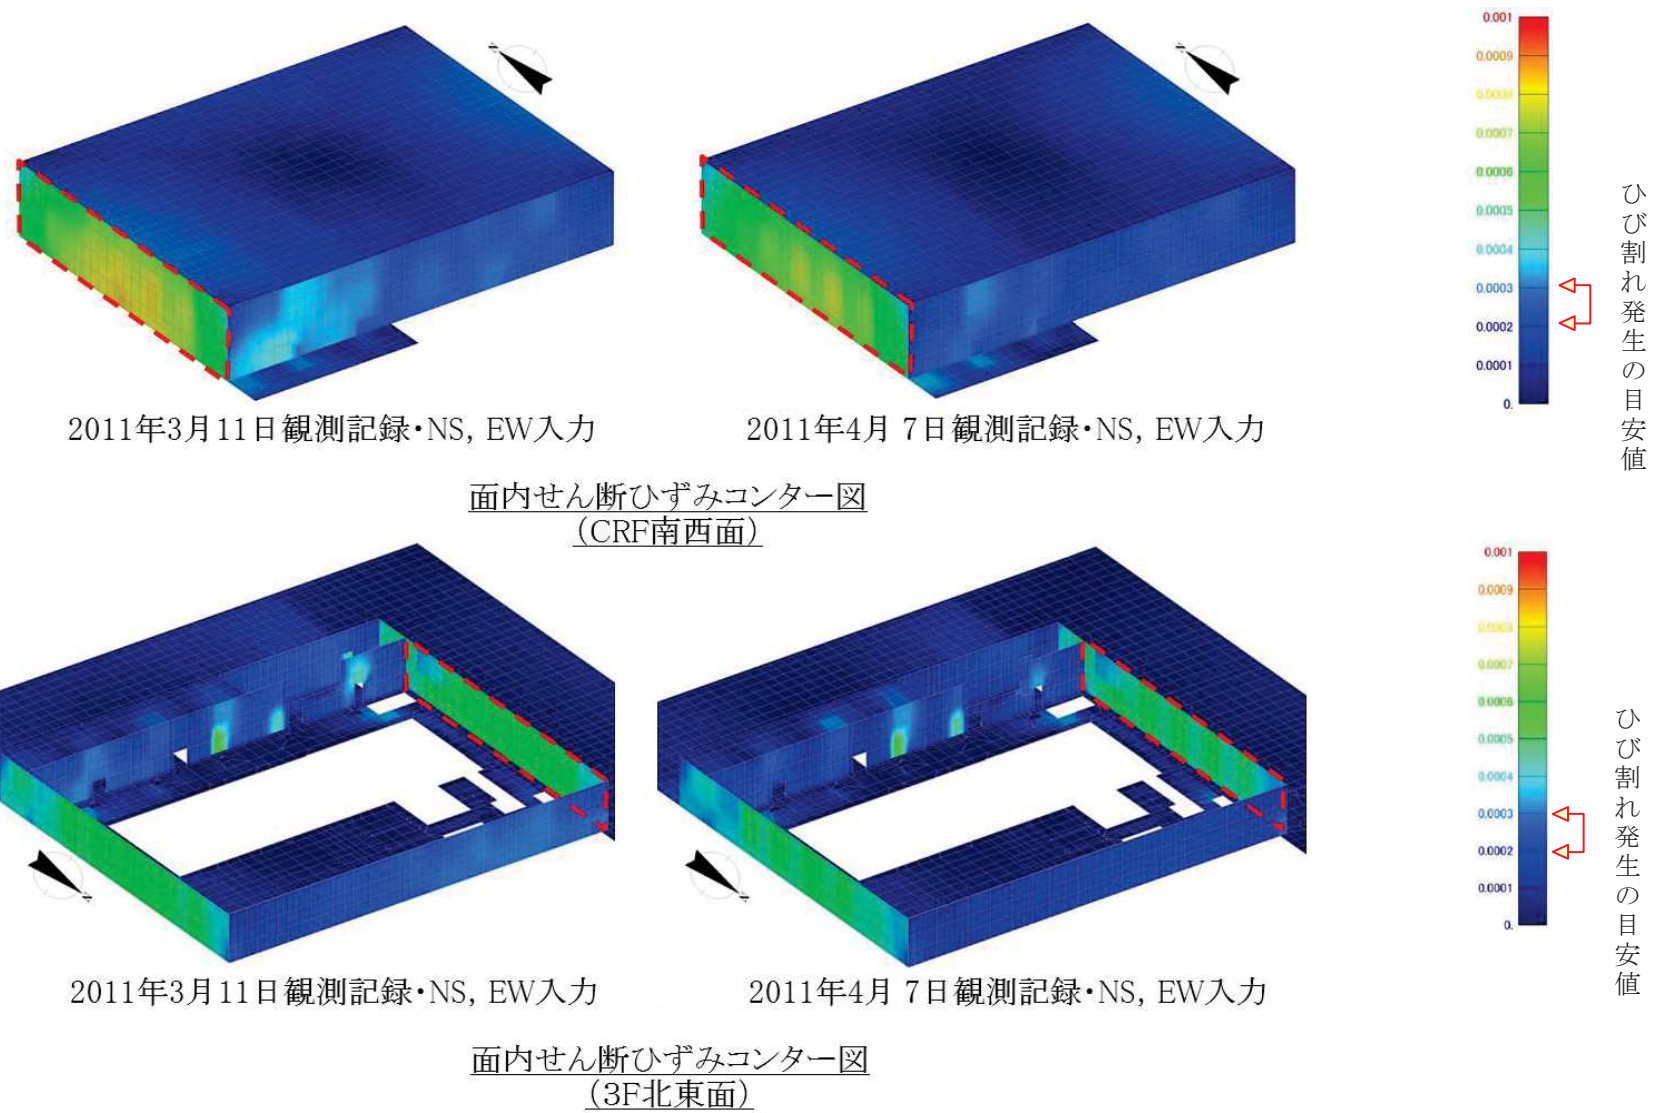 N
N
0.001
0.0009
0.0008
0.0007
0.0006
0.0005
0.0004
0.0003
0.0002
0.0001
0.
ひび割れ発生の目安値
2011年3月11日観測記録・NS, EW入力
2011年4月 7日観測記録・NS, EW入力
面内せん断ひずみコンター図
(CRF南西面)
0.001
0.0009
0.0008
0.0007
0.0006
0.0005
0.0004
0.0003
0.0002
0.0001
0.
ひび割れ発生の目安値
N
N
2011年3月11日観測記録・NS, EW入力
2011年4月 7日観測記録・NS, EW入力
面内せん断ひずみコンター図
(3F北東面)